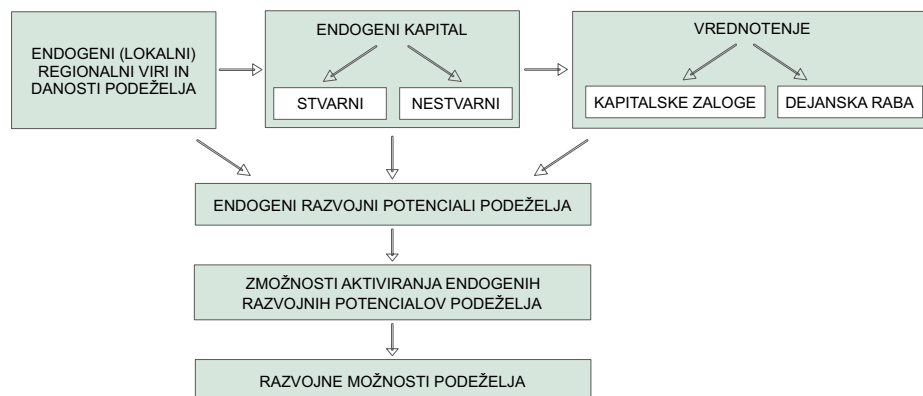 ENDOGENI (LOKALNI)
REGIONALNI VIRI IN
DANOSTI PODEŽELJA
ENDOGENI KAPITAL
STVARNI
NESTVARNI
VREDNOTENJE
KAPITALSKE ZALOGE
DEJANSKA RABA
ENDOGENI RAZVOJNI POTENCIALI PODEŽELJA
ZMOŽNOSTI AKTIVIRANJA ENDOGENIH
RAZVOJNIH POTENCIALOV PODEŽELJA
RAZVOJNE MOŽNOSTI PODEŽELJA